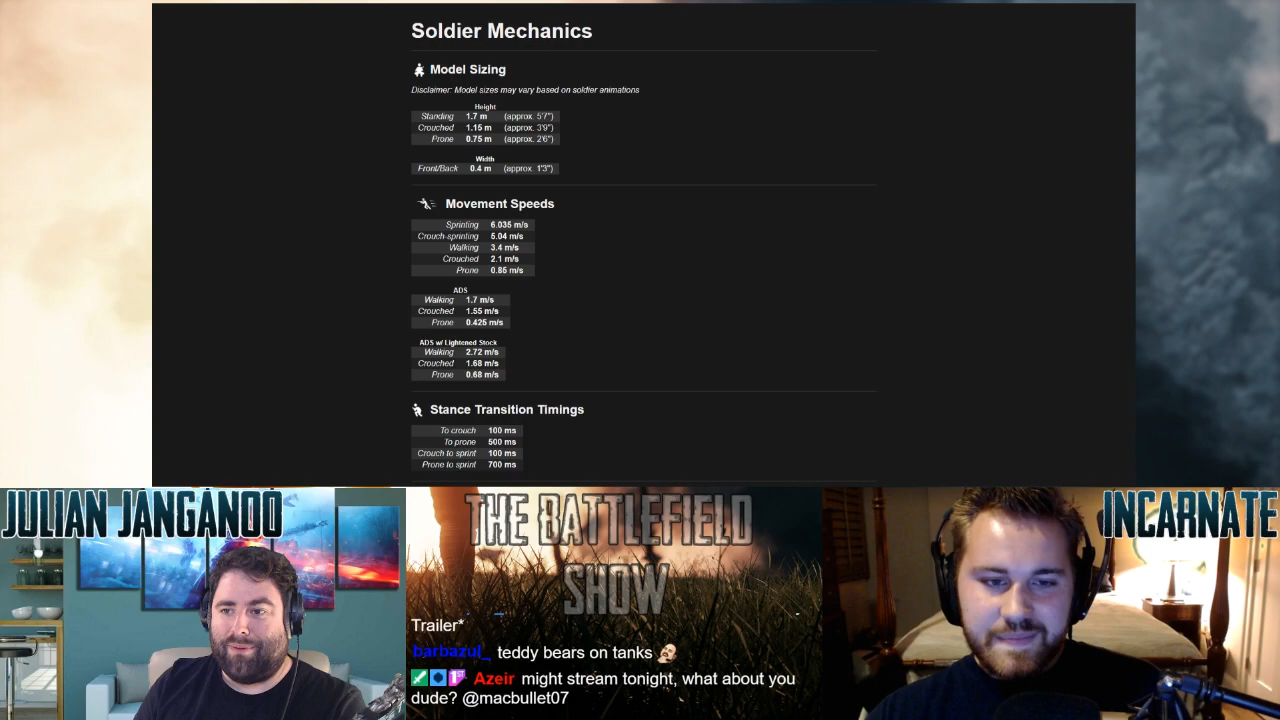 Soldier Mechanics
Model Sizing
Disclaimer: Model sizes may vary based on soldier animations
Height
Standing 1.7 m (approx. 5'7")
Crouched 1.15 m (approx. 3'9")
Prone 0.75 m (approx. 2'6")
Width
Front/Back 0.4 m (approx. 1'3")
Movement Speeds
Sprinting 6.035 m/s
Crouch-sprinting 5.04 m/s
Walking 3.4 m/s
Crouched 2.1 m/s
Prone 0.85 m/s
ADS
Walking 1.7 m/s
Crouched 1.55 m/s
Prone 0.425 m/s
ADS w/ Lightened Stock
Walking 2.72 m/s
Crouched 1.68 m/s
Prone 0.68 m/s
Stance Transition Timings
To crouch 100 ms
To prone 500 ms
Crouch to sprint 100 ms
Prone to sprint 700 ms
JULIAN JANGANOO
THE BATTLEFIELD
SHOW
INCARNATE
Trailer*
barbazul_ teddy bears on tanks
1ST Azeir might stream tonight, what about you
dude? @macbullet07